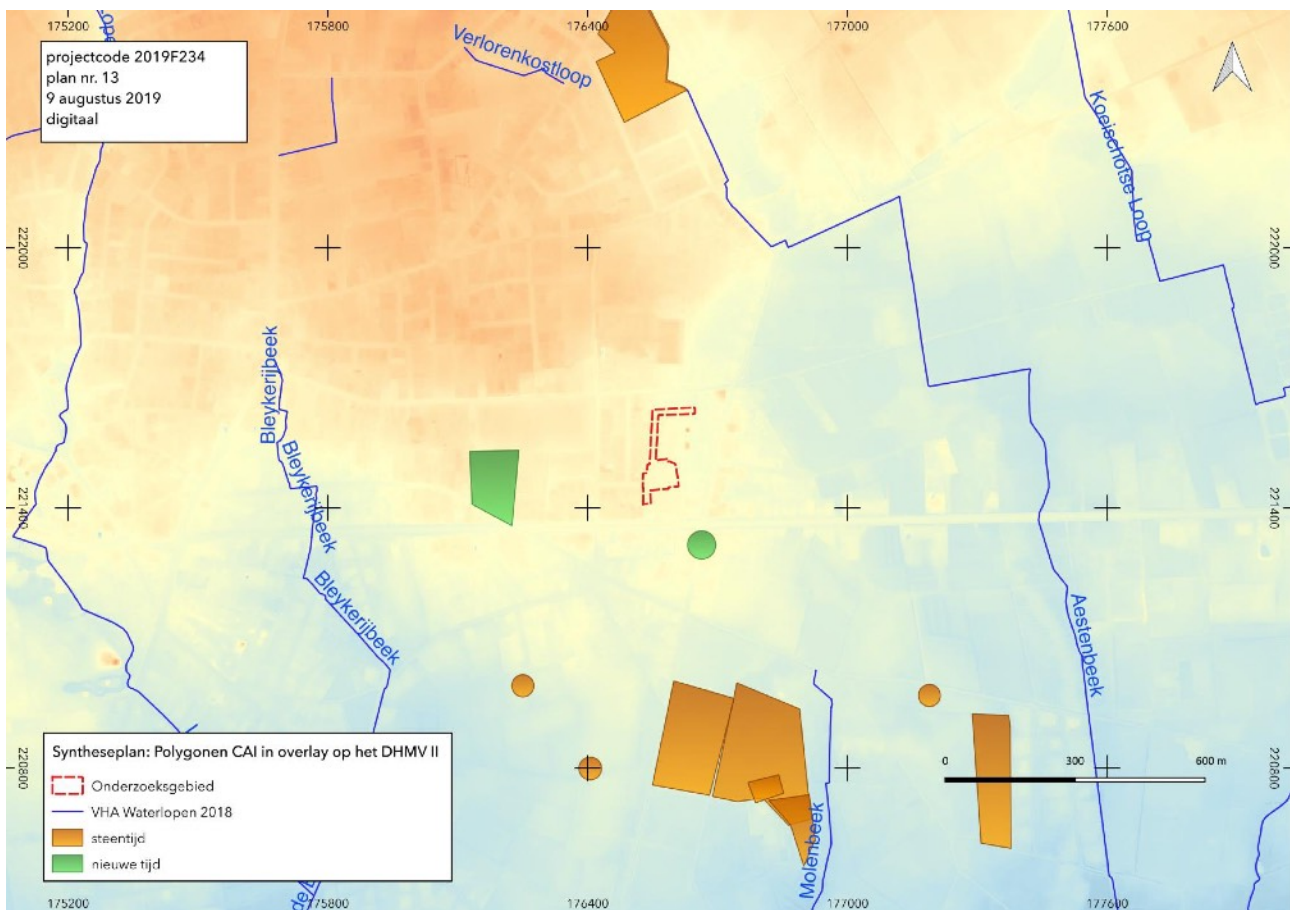 175200
175800
176400
177000
177600
projectcode 2019F234
plan nr. 13
9 augustus 2019
digitaal
Verlorenkostloop
Koeischotse Loop
222000
222000
Bleykerijbeek
Bleykerijbeek
Bleykerijbeek
221400
221400
Aestenbeek
Molenbeek
220800
220800
0
300
600 m
Syntheseplan: Polygonen CAI in overlay op het DHMV II
Onderzoeksgebied
VHA Waterlopen 2018
steentijd
nieuwe tijd
175200
175800
176400
177000
177600